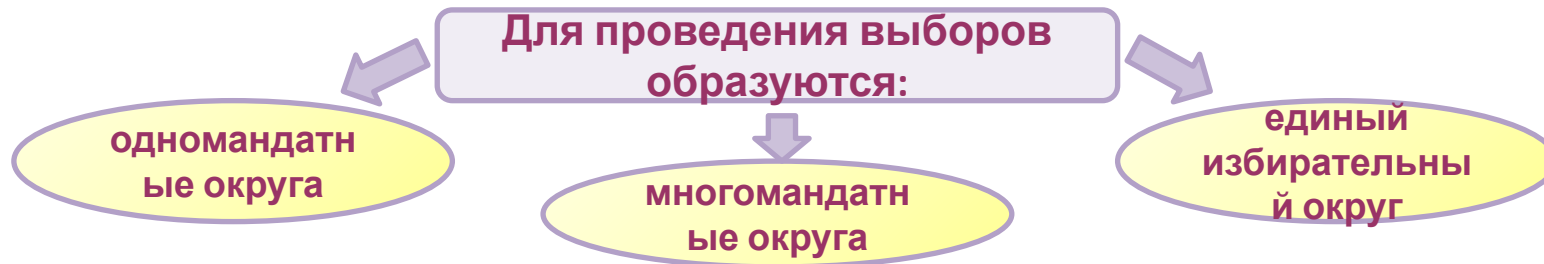 Для проведения выборов
образуются:
одномандатн
ые округа
многомандатн
ые округа
единый
избирательны
й округ